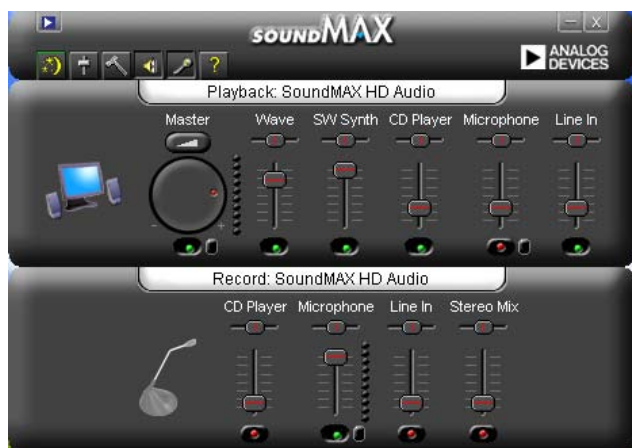 SOUNDMAX
— X
?
ANALOG
DEVICES
Playback: SoundMAX HD Audio
Master Wave SW Synth CD Player Microphone Line In
- +
Record: SoundMAX HD Audio
CD Player Microphone Line In Stereo Mix